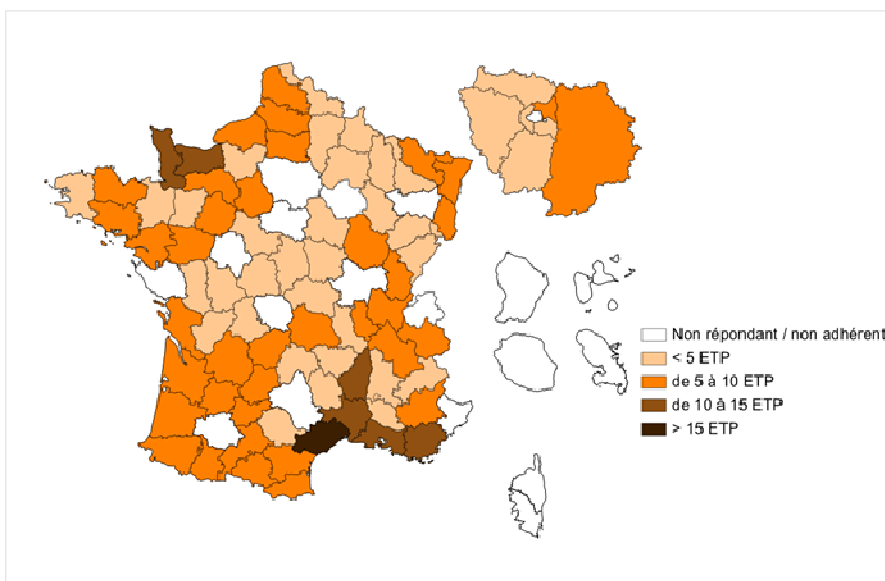 Non répondant / non adhérent
< 5 ETP
de 5 à 10 ETP
de 10 à 15 ETP
> 15 ETP